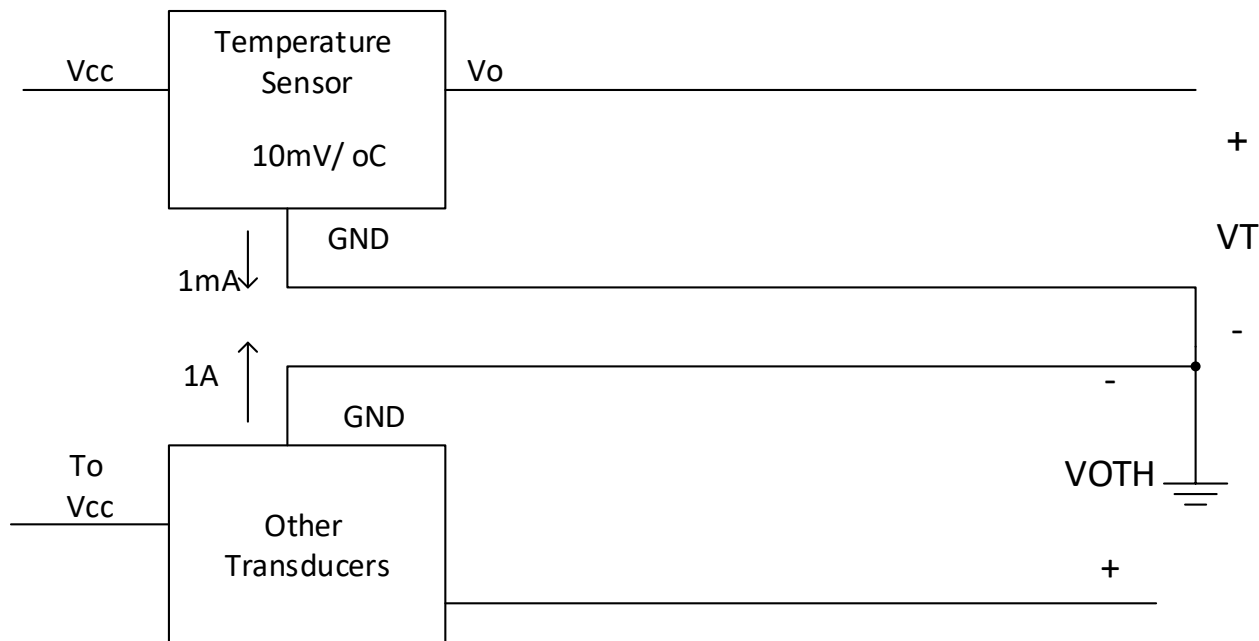 Temperature
Sensor
10mV/ oC
Vcc
Vo
+
GND
VT
1mA
-
1A
-
GND
To
Vcc
VOTH
Other
Transducers
+